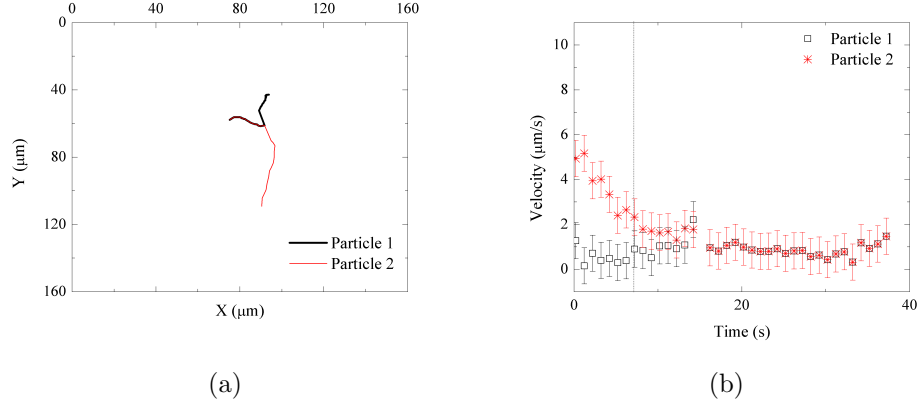 0 40 80 120 160
0
40
80
120
160
Y (μm)
Particle 1
Particle 2
X (μm)
(a)
10
8
6
4
2
0
Velocity (μm/s)
Particle 1
Particle 2
0 20 40
Time (s)
(b)